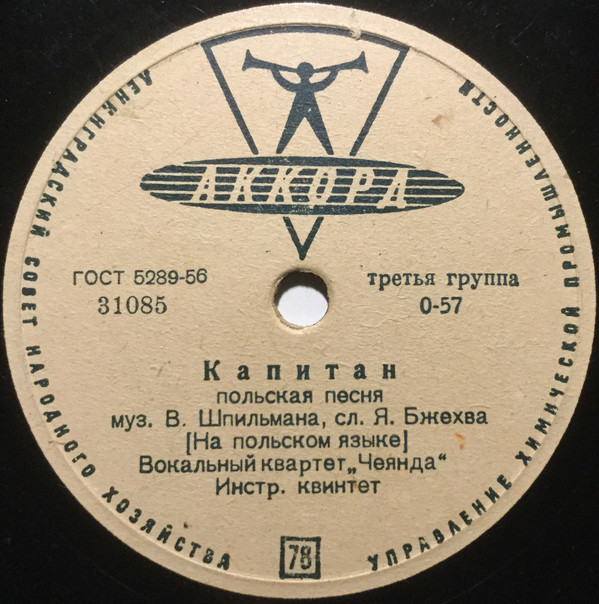 ЛЕНИНГРАДСКИЙ СОВЕТ НАРОДНОГО ХОЗЯЙСТВА
УПРАВЛЕНИЕ ХИМИЧЕСКОЙ ПРОМЫШЛЕННОСТИ
АККОРД
ГОСТ 5289-56
31085
третья группа
0-57
Капитан
польская песня
муз. В. Шпильмана, сл. Я. Бжехва
[На польском языке]
Вокальный квартет „Чеянда“
Инстр. квинтет
78